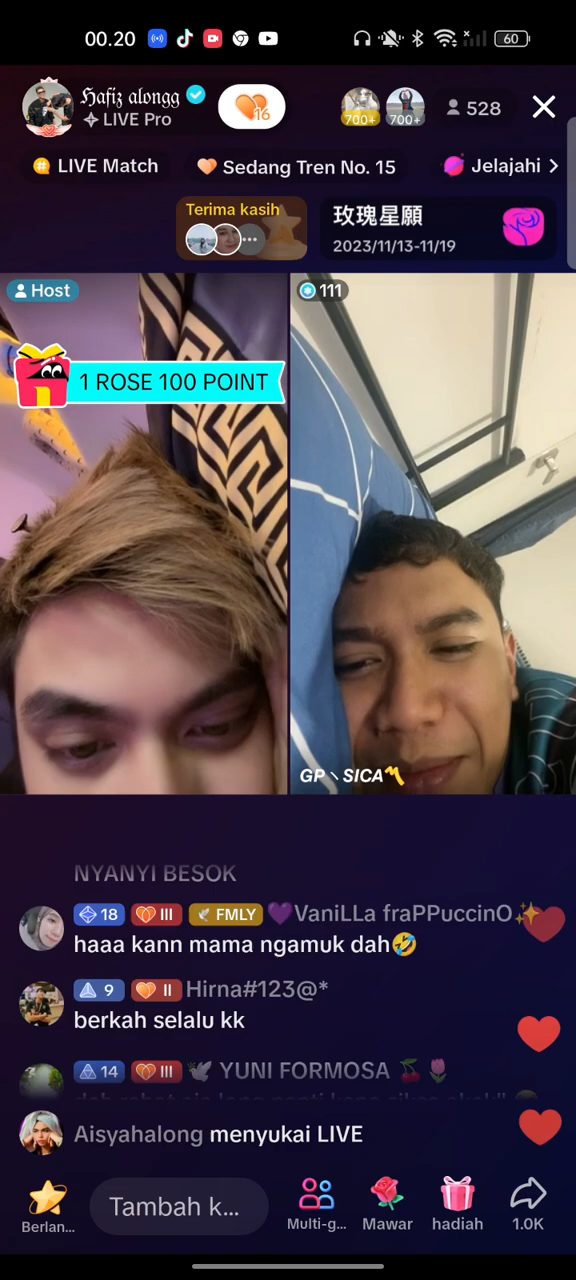 00.20
60
Hafiz alongg
LIVE Pro
16
700+
700+
528
LIVE Match
Sedang Tren No. 15
Jelajahi
Terima kasih
玫瑰星願
2023/11/13-11/19
Host
111
1 ROSE 100 POINT
GP丶SICA
NYANYI BESOK
18 III FMLY 💜VaniLLa fraPPuccinO✨
haaa kann mama ngamuk dah🤣
9 II Hirna#123@*
berkah selalu kk
14 III 🕊 YUNI FORMOSA 🍒🌷
Aisyahalong menyukai LIVE
Berlan...
Tambah k...
Multi-g...
Mawar
hadiah
1.0K